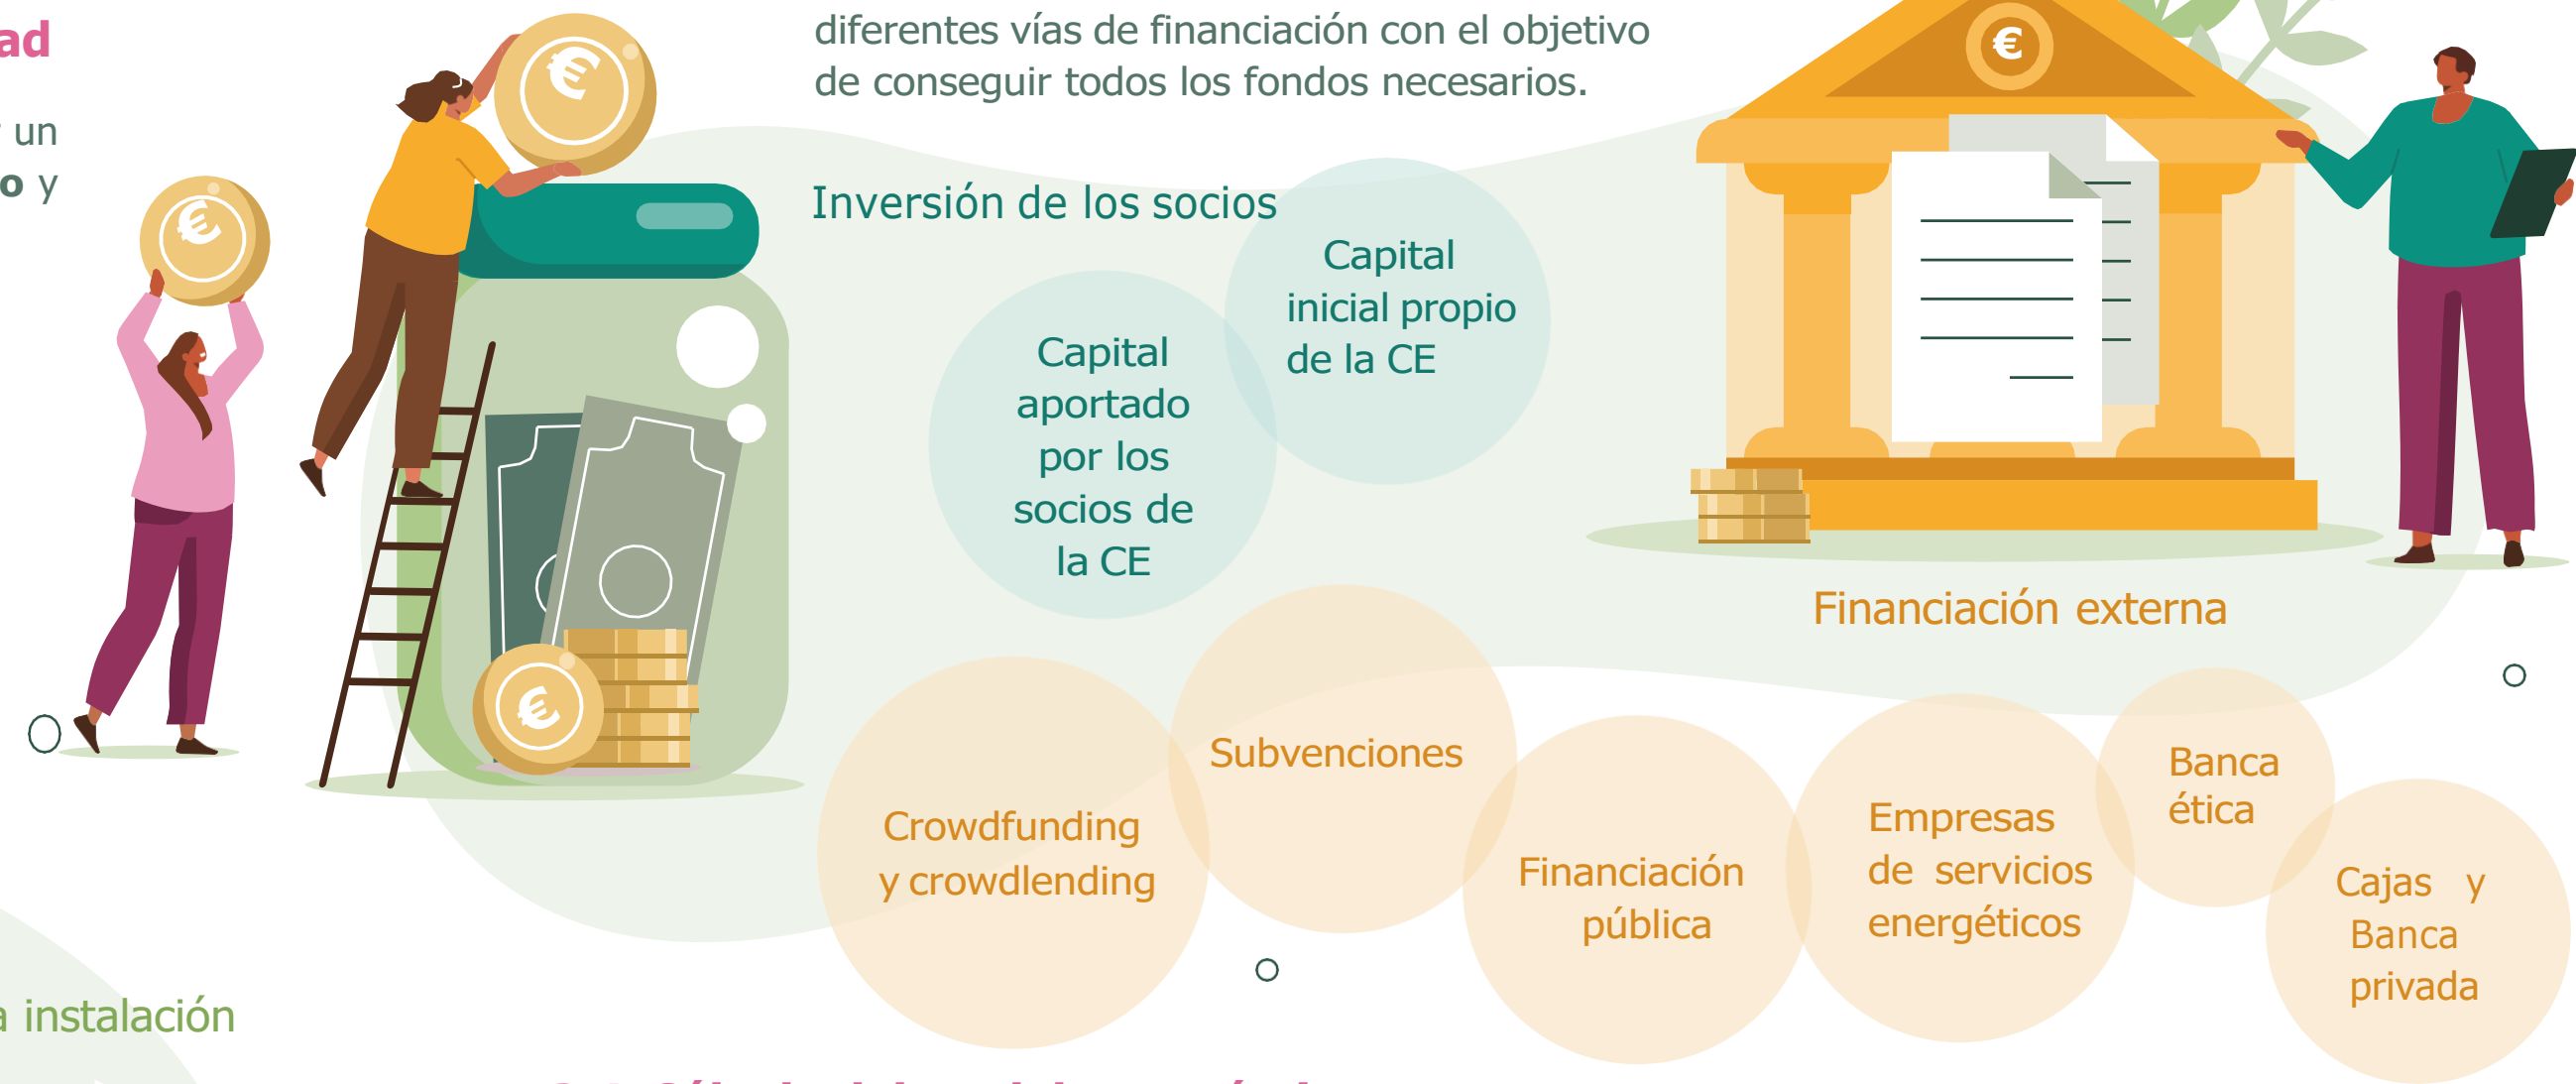 ad
un
o y
diferentes vías de financiación con el objetivo
de conseguir todos los fondos necesarios.
Inversión de los socios
Capital
inicial propio
de la CE
Capital
aportado
por los
socios de
la CE
€
€
€
€
Financiación externa
Crowdfunding
y crowdlending
Subvenciones
Financiación
pública
Empresas
de servicios
energéticos
Banca
ética
Cajas y
Banca
privada
a instalación